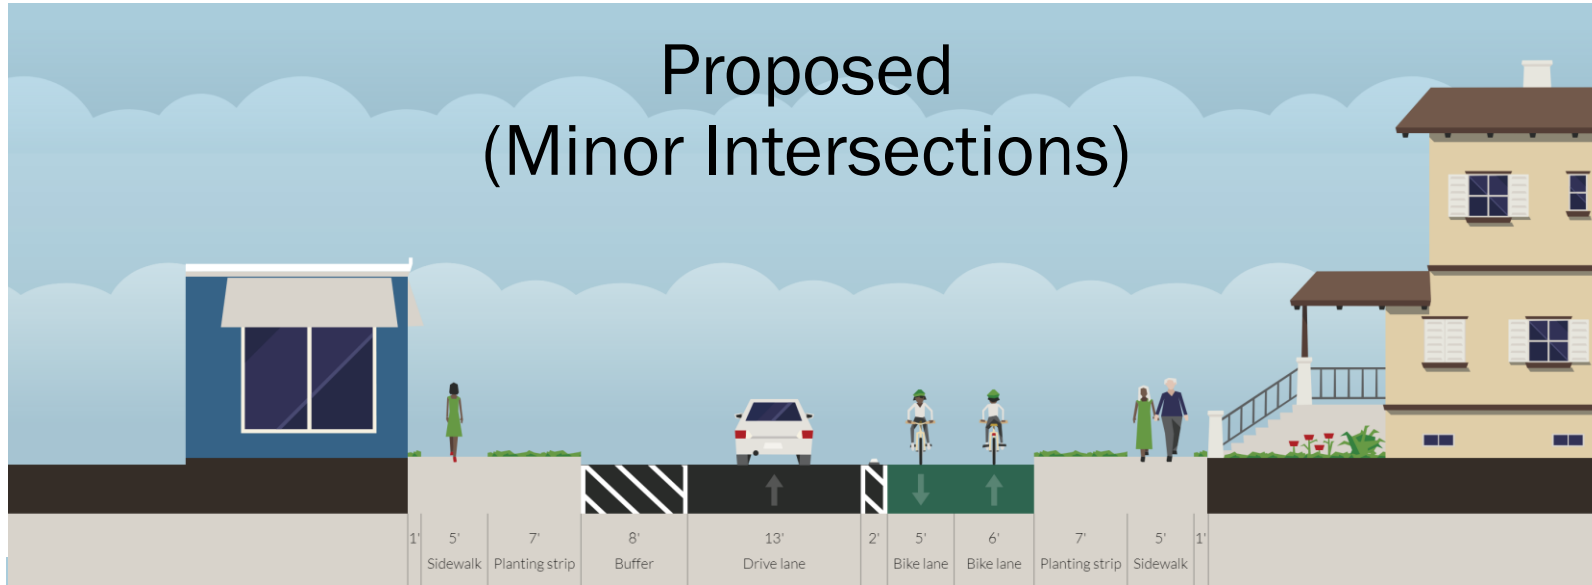 Proposed
(Minor Intersections)
1' 5' 7' 8' 13' 2' 5' 6' 7' 5' 1'
Sidewalk Planting strip Buffer Drive lane Bike lane Bike lane Planting strip Sidewalk